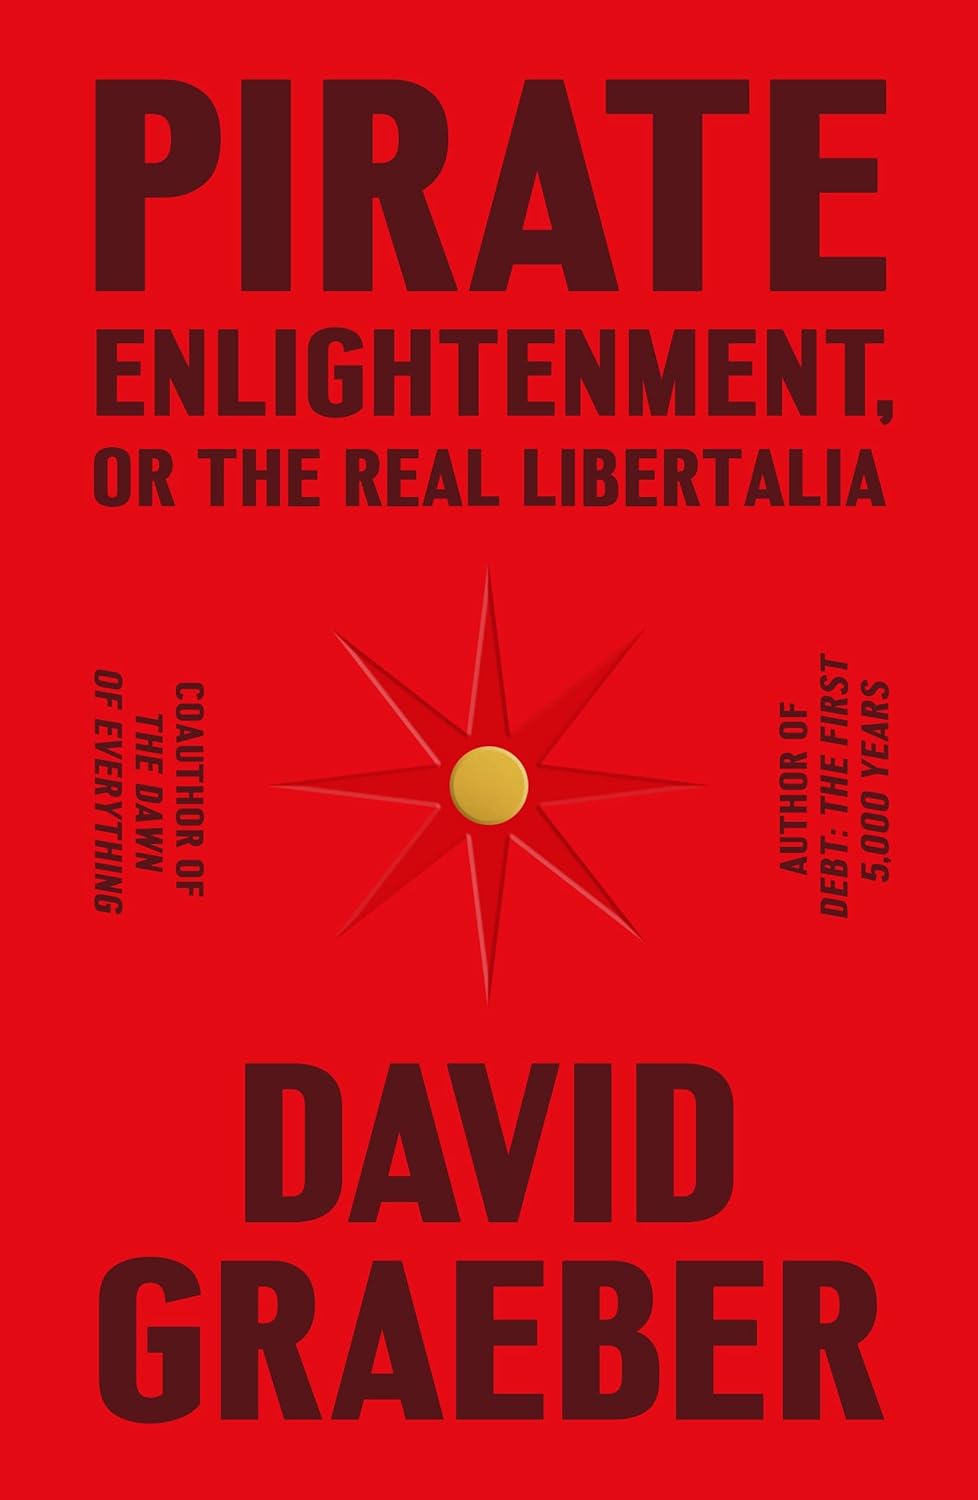 PIRATE
ENLIGHTENMENT,
OR THE REAL LIBERTALIA
COAUTHOR OF
THE DAWN
OF EVERYTHING
AUTHOR OF
DEBT: THE FIRST
5,000 YEARS
DAVID
GRAEBER